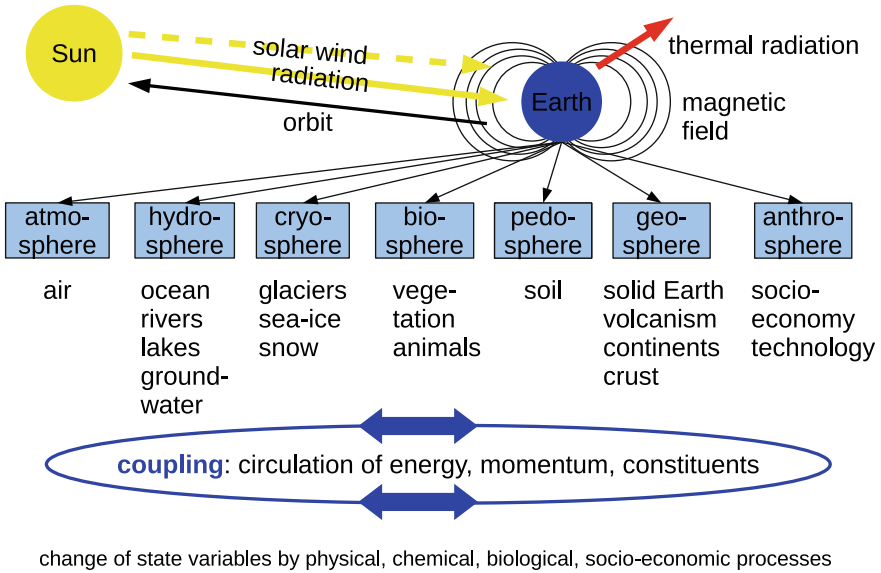 Sun
solar wind
radiation
orbit
Earth
thermal radiation
magnetic
field
atmo-
sphere
hydro-
sphere
cryo-
sphere
bio-
sphere
pedo-
sphere
geo-
sphere
anthro-
sphere
air
ocean
rivers
lakes
ground-
water
glaciers
sea-ice
snow
vege-
tation
animals
soil
solid Earth
volcanism
continents
crust
socio-
economy
technology
coupling: circulation of energy, momentum, constituents
change of state variables by physical, chemical, biological, socio-economic processes